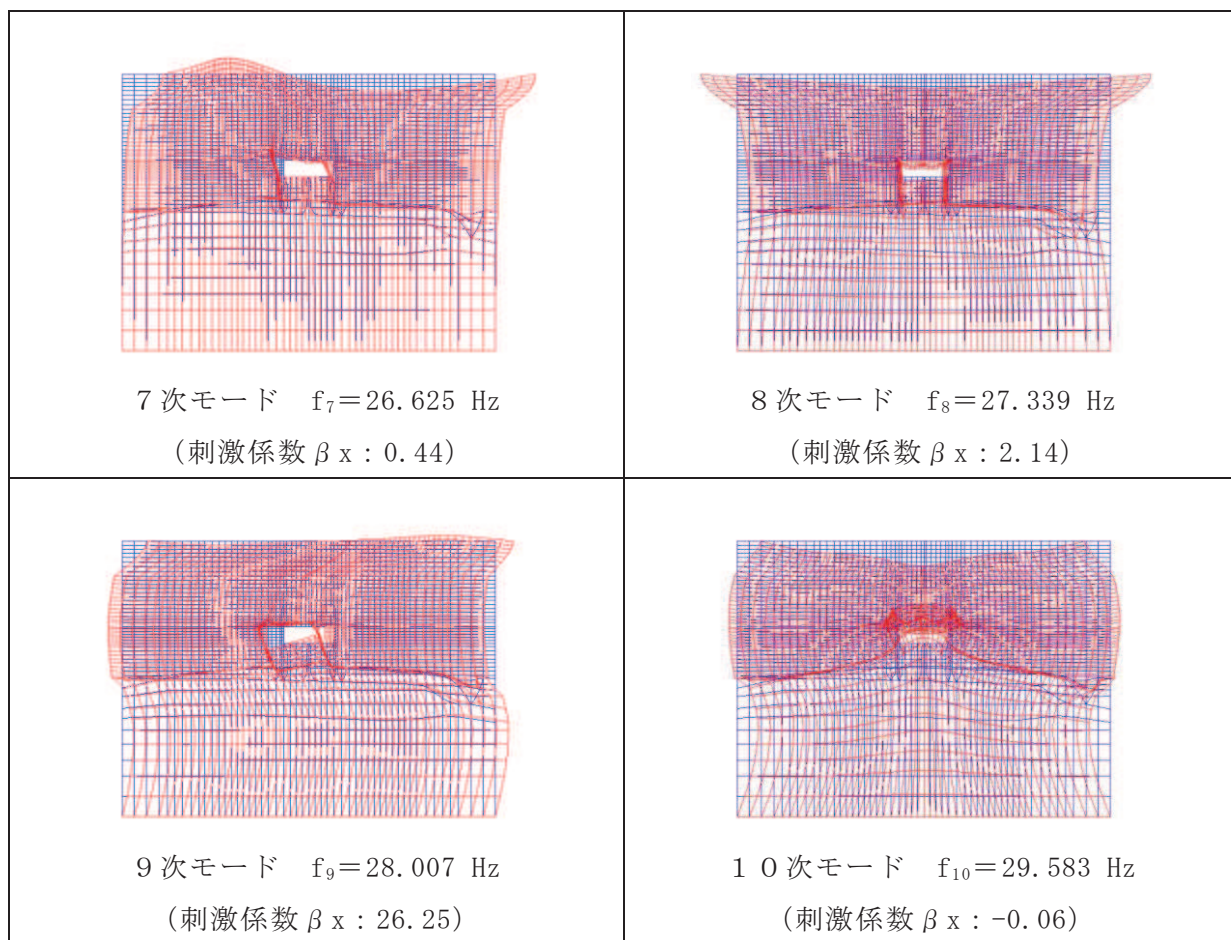 7次モード f₇＝26.625 Hz
(刺激係数βx：0.44)
8次モード f₈＝27.339 Hz
(刺激係数βx：2.14)
9次モード f₉＝28.007 Hz
(刺激係数βx：26.25)
１０次モード f₁₀＝29.583 Hz
(刺激係数βx：-0.06)